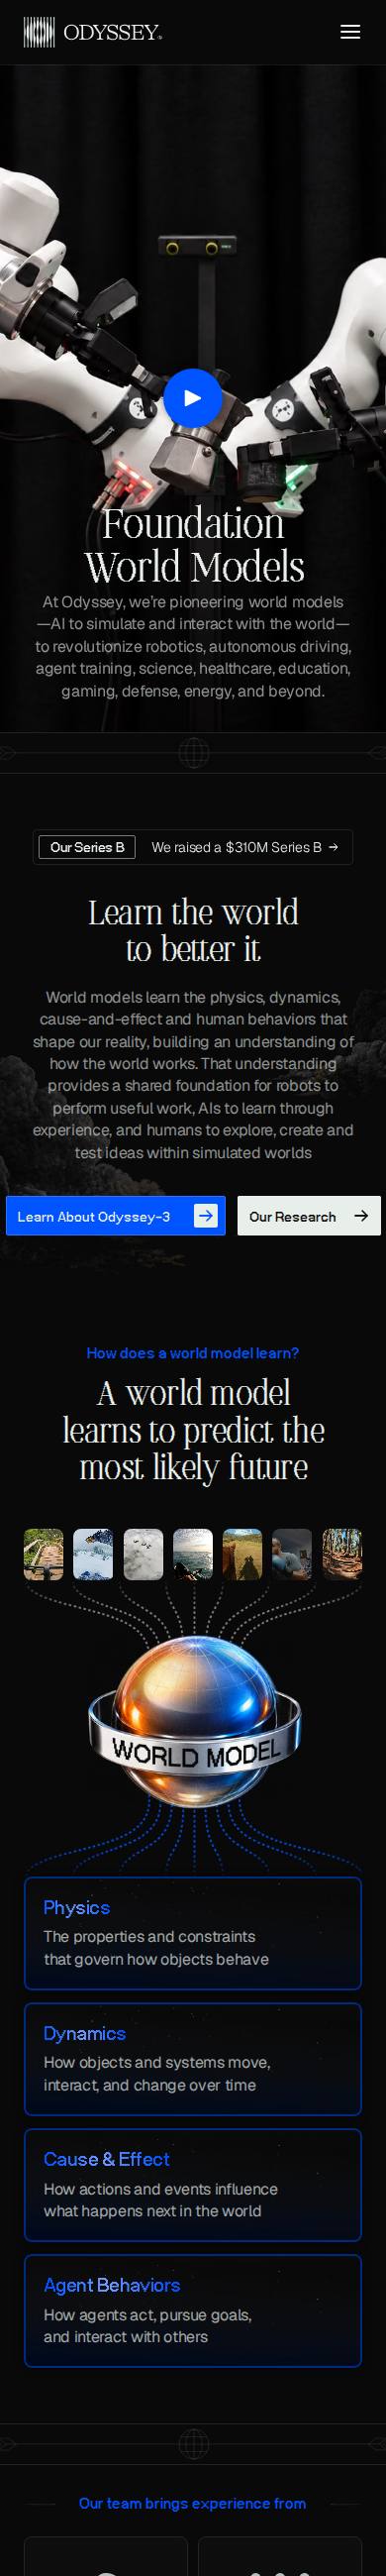 ODYSSEY
Foundation
World Models
At Odyssey, we're pioneering world models
—AI to simulate and interact with the world—
to revolutionize robotics, autonomous driving,
agent training, science, healthcare, education,
gaming, defense, energy, and beyond.
Our Series B We raised a $310M Series B →
Learn the world
to better it
World models learn the physics, dynamics,
cause-and-effect and human behaviors that
shape our reality, building an understanding of
how the world works. That understanding
provides a shared foundation for robots to
perform useful work, AIs to learn through
experience, and humans to explore, create and
test ideas within simulated worlds
Learn About Odyssey-3 → Our Research →
How does a world model learn?
A world model
learns to predict the
most likely future
WORLD MODEL
Physics
The properties and constraints
that govern how objects behave
Dynamics
How objects and systems move,
interact, and change over time
Cause & Effect
How actions and events influence
what happens next in the world
Agent Behaviors
How agents act, pursue goals,
and interact with others
Our team brings experience from